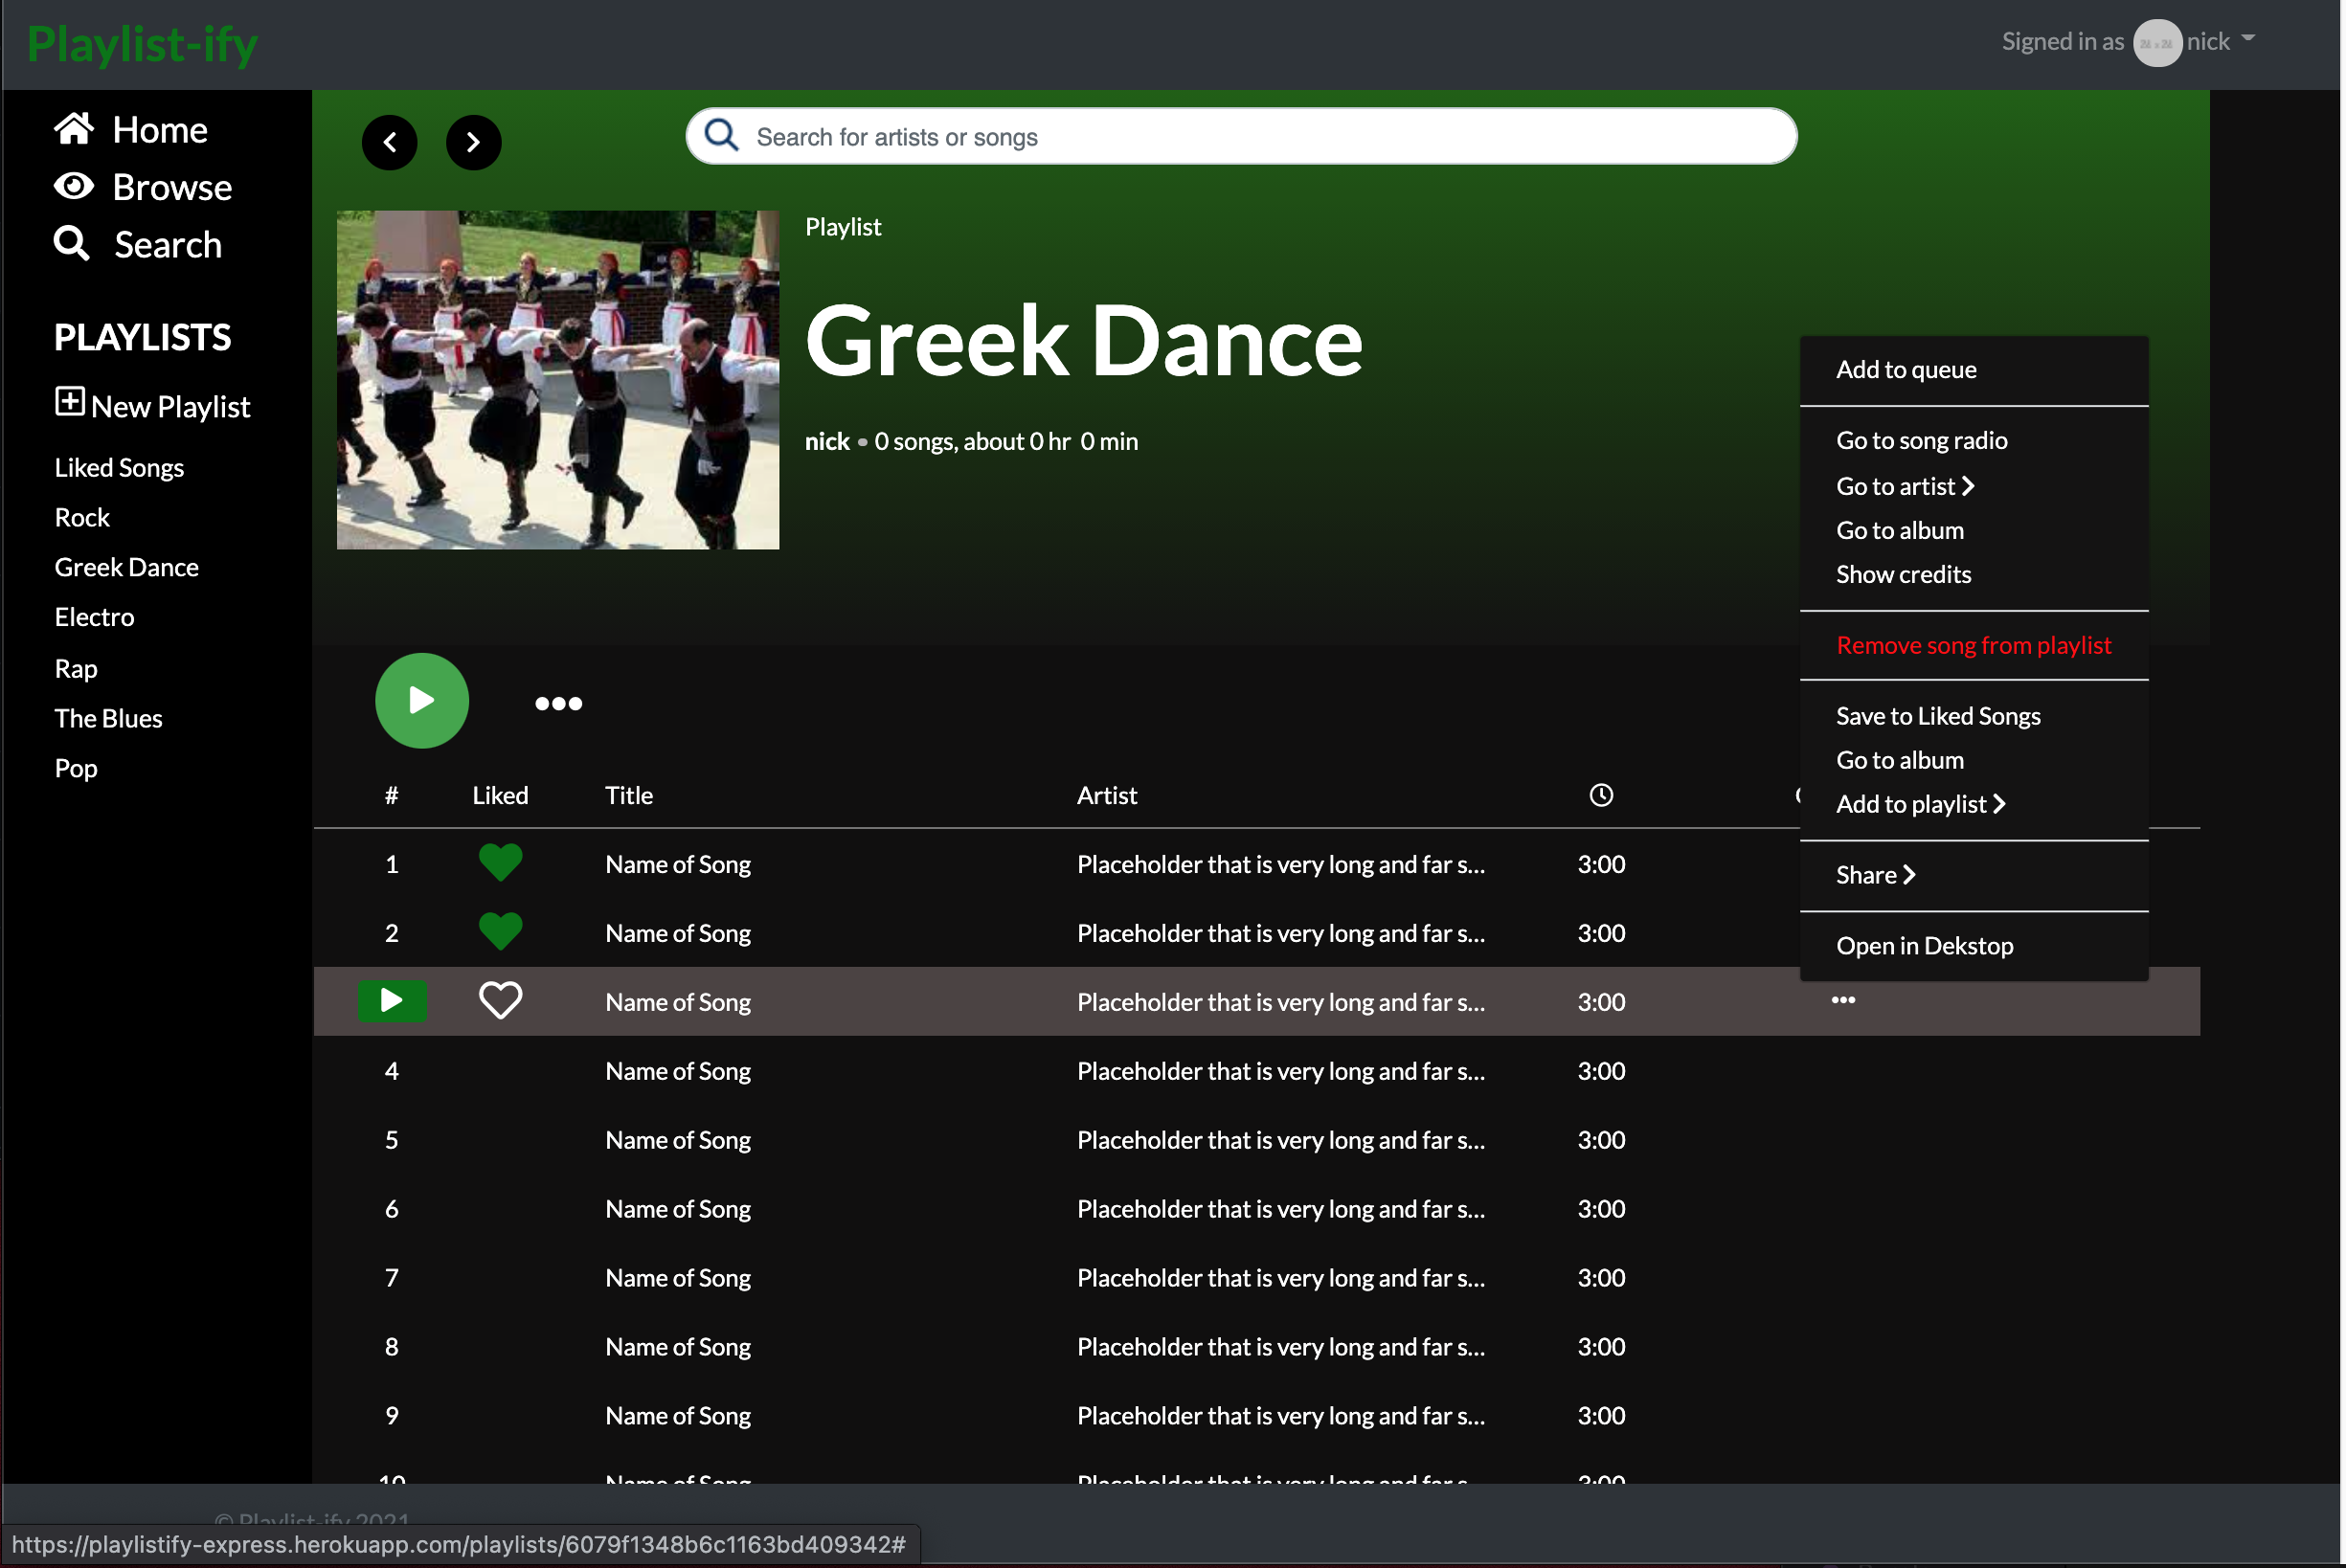 Playlist-ify
Signed in as nick
Home
Browse
Search
PLAYLISTS
New Playlist
Liked Songs
Rock
Greek Dance
Electro
Rap
The Blues
Pop
Search for artists or songs
Playlist
Greek Dance
nick • 0 songs, about 0 hr 0 min
Add to queue
Go to song radio
Go to artist
Go to album
Show credits
Remove song from playlist
Save to Liked Songs
Go to album
Add to playlist
Share
Open in Dekstop
# Liked Title Artist
1 Name of Song Placeholder that is very long and far s... 3:00
2 Name of Song Placeholder that is very long and far s... 3:00
Name of Song Placeholder that is very long and far s... 3:00
4 Name of Song Placeholder that is very long and far s... 3:00
5 Name of Song Placeholder that is very long and far s... 3:00
6 Name of Song Placeholder that is very long and far s... 3:00
7 Name of Song Placeholder that is very long and far s... 3:00
8 Name of Song Placeholder that is very long and far s... 3:00
9 Name of Song Placeholder that is very long and far s... 3:00
10 Name of Song Placeholder that is very long and far s... 3:00
© Playlist-ify 2021
https://playlistify-express.herokuapp.com/playlists/6079f1348b6c1163bd409342#